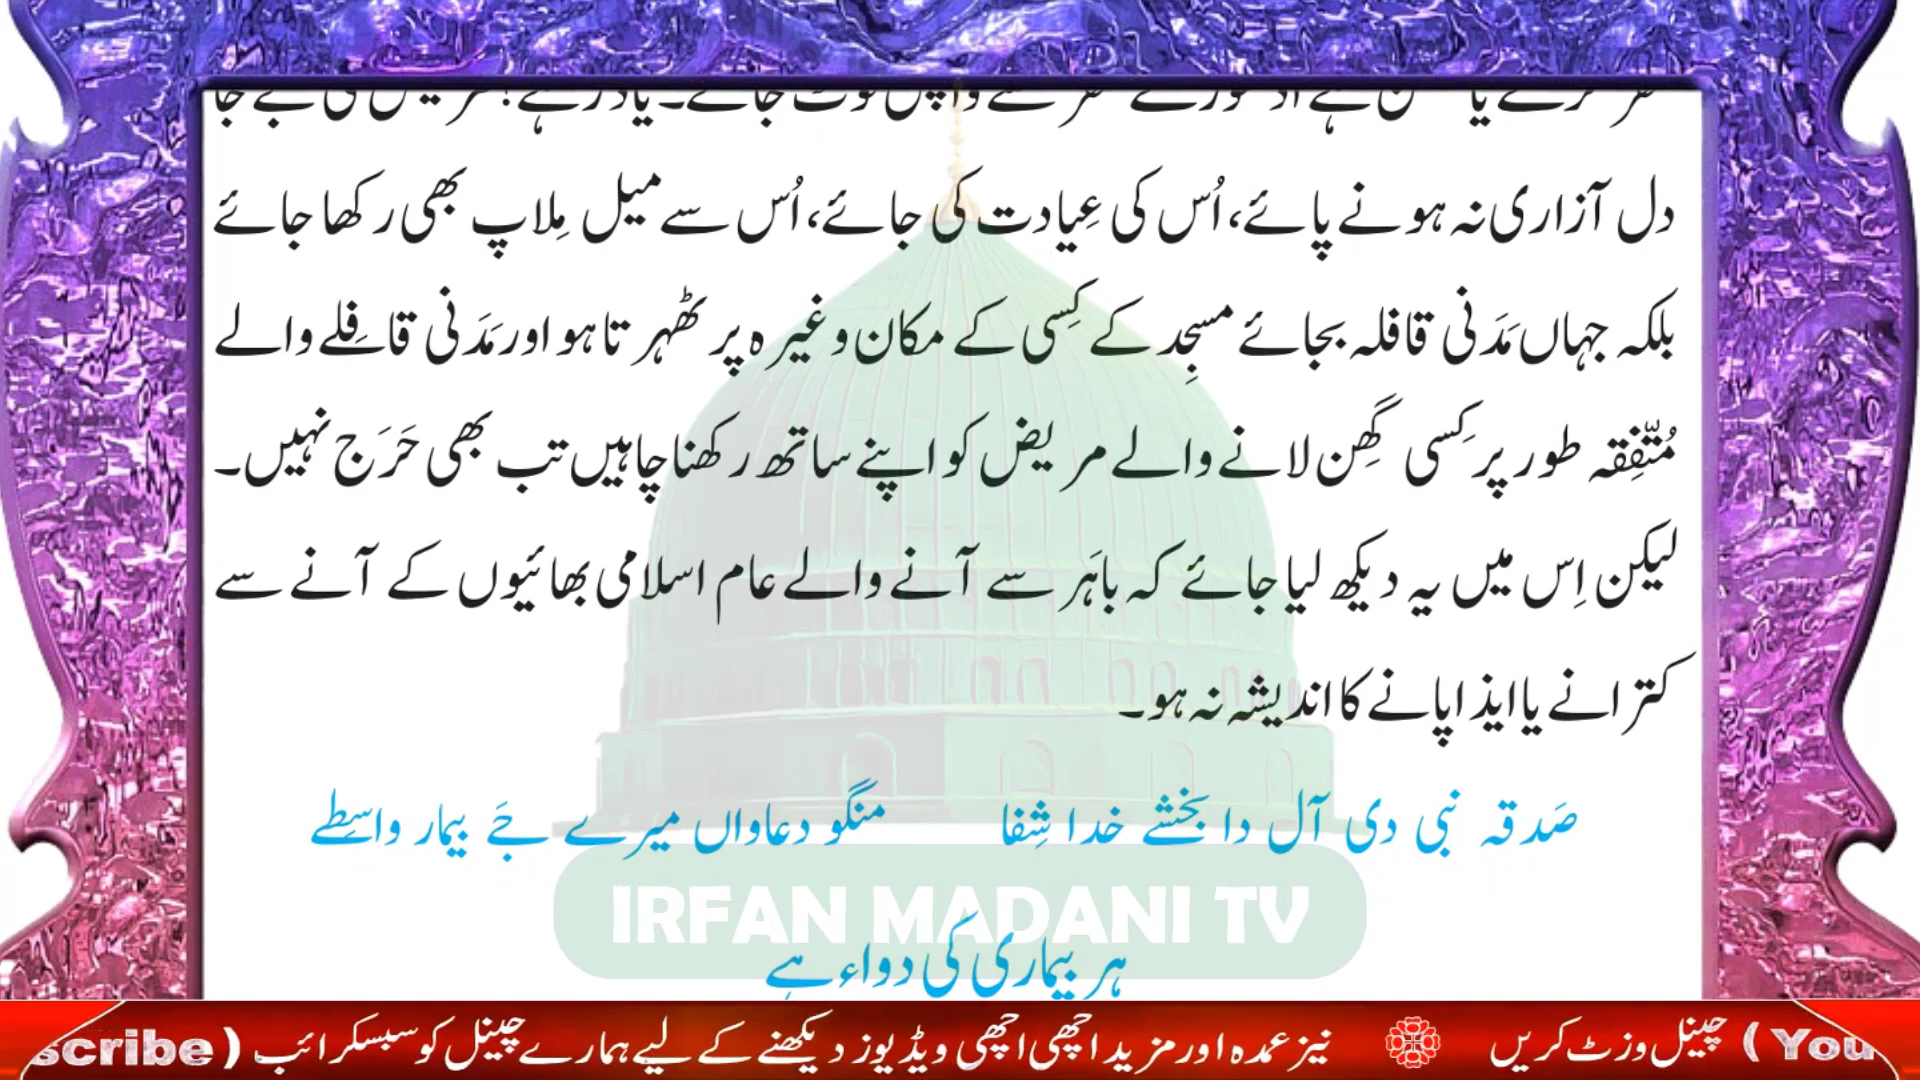 دل آزاری نہ ہونے پائے، اُس کی عِیادت کی جائے، اُس سے میل مِلاپ بھی رکھا جائے
بلکہ جہاں مَدَنی قافلہ بجائے مسجِد کے کِسی کے مکان وغیرہ پر ٹھہرتا ہو اور مَدَنی قافِلے والے
مُتَّفِقہ طور پر کِسی گِھن لانے والے مریض کو اپنے ساتھ رکھنا چاہیں تب بھی حَرَج نہیں۔
لیکن اِس میں یہ دیکھ لیا جائے کہ باہَر سے آنے والے عام اسلامی بھائیوں کے آنے سے
کترانے یا ایذا پانے کا اندیشہ نہ ہو۔
صَدقہ نبی دی آل دا بخشے خدا شِفا منگو دعاواں میرے جَے بیمار واسِطے
IRFAN MADANI TV
ہر بیماری کی دواء ہے
You ) چینل وزٹ کریں نیز عمدہ اور مزید اچھی اچھی ویڈیوز دیکھنے کے لیے ہمارے چینل کو سبسکرائب ( scribe